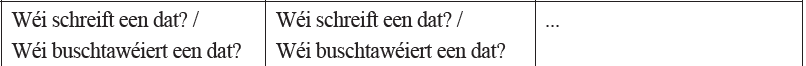 Wéi schreift een dat? / Wéi schreift een dat? / ...
Wéi buschtawéiert een dat? Wéi buschtawéiert een dat?